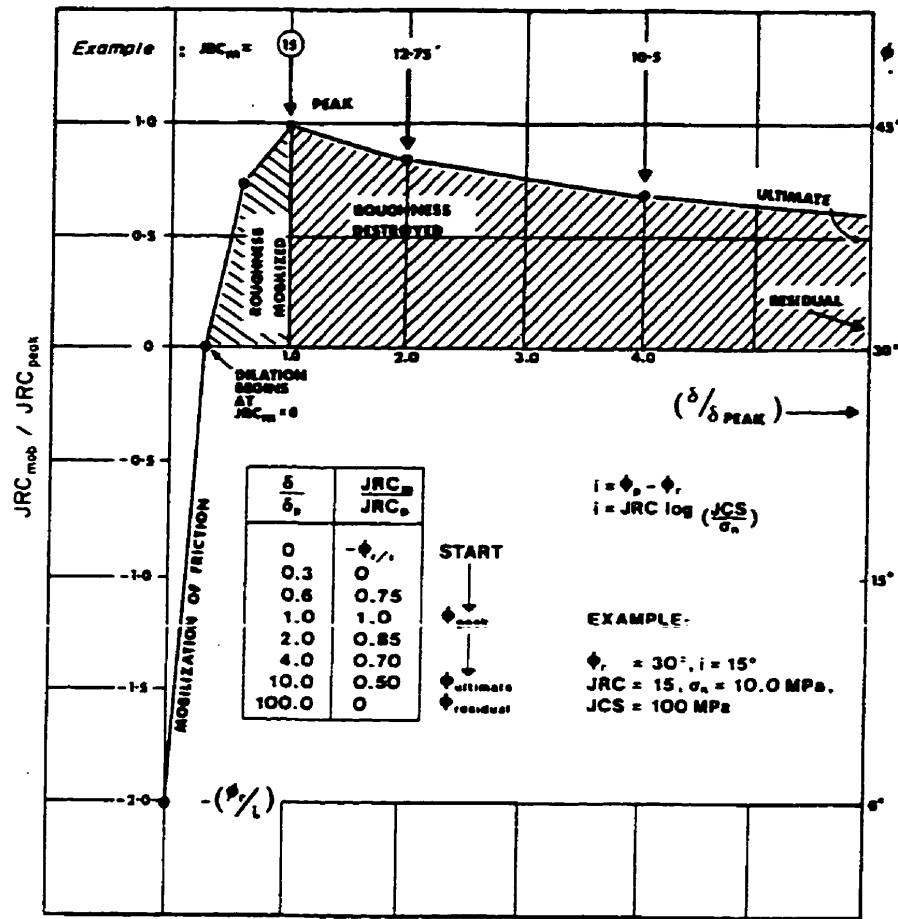 Example : JRCm = 15 12·75° 10·5 ϕ
PEAK
1.0 45°
ULTIMATE
ROUGHNESS
DESTROYED
0.5
ROUGHNESS
MOBILIZED
RESIDUAL
0 1.0 2.0 3.0 4.0 30°
DILATION
BEGINS
AT
JRCm = 0
(δ/δ PEAK)
JRCmob / JRCpeak
-0.5
MOBILIZATION OF FRICTION
δ/δp JRCm/JRCp
0 -ϕr/i START
0.3 0
0.6 0.75
1.0 1.0 ϕpeak
2.0 0.85
4.0 0.70
10.0 0.50 ϕultimate
100.0 0 ϕresidual
i = ϕp - ϕr
i = JRC log (JCS/σn)
-1.0 15°
EXAMPLE:
ϕr = 30°, i = 15°
JRC = 15, σn = 10.0 MPa,
JCS = 100 MPa
-1.5
-2.0 -(ϕr/i) 0°